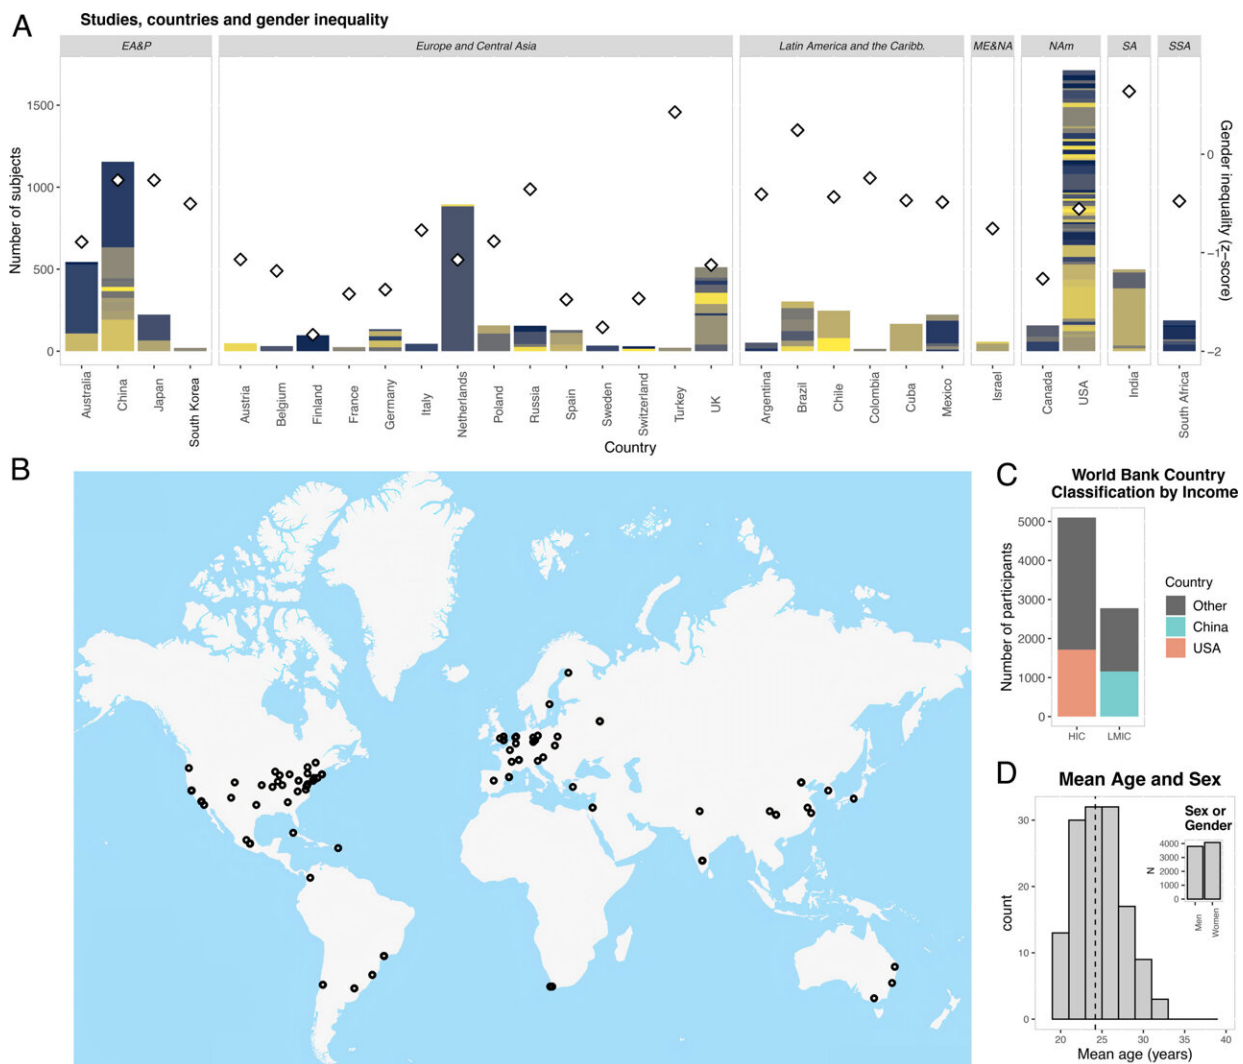 A
Studies, countries and gender inequality
EA&P
Europe and Central Asia
Latin America and the Caribb.
ME&NA
NAm
SA
SSA
Number of subjects
1500
1000
500
0
Gender inequality (z-score)
0
-1
-2
Australia
China
Japan
South Korea
Austria
Belgium
Finland
France
Germany
Italy
Netherlands
Poland
Russia
Spain
Sweden
Switzerland
Turkey
UK
Argentina
Brazil
Chile
Colombia
Cuba
Mexico
Israel
Canada
USA
India
South Africa
Country
B
C
World Bank Country
Classification by Income
Number of participants
5000
4000
3000
2000
1000
0
HIC
LMIC
Country
Other
China
USA
D
Mean Age and Sex
count
30
20
10
0
20
25
30
35
40
Mean age (years)
Sex or
Gender
N
4000
3000
2000
1000
0
Men
Women